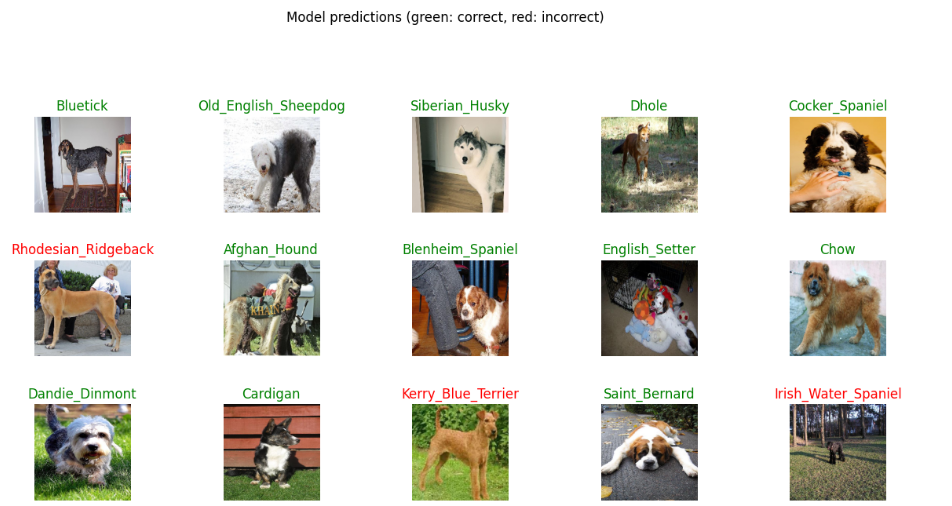 Model predictions (green: correct, red: incorrect)
Bluetick
Old_English_Sheepdog
Siberian_Husky
Dhole
Cocker_Spaniel
Rhodesian_Ridgeback
Afghan_Hound
Blenheim_Spaniel
English_Setter
Chow
Dandie_Dinmont
Cardigan
Kerry_Blue_Terrier
Saint_Bernard
Irish_Water_Spaniel